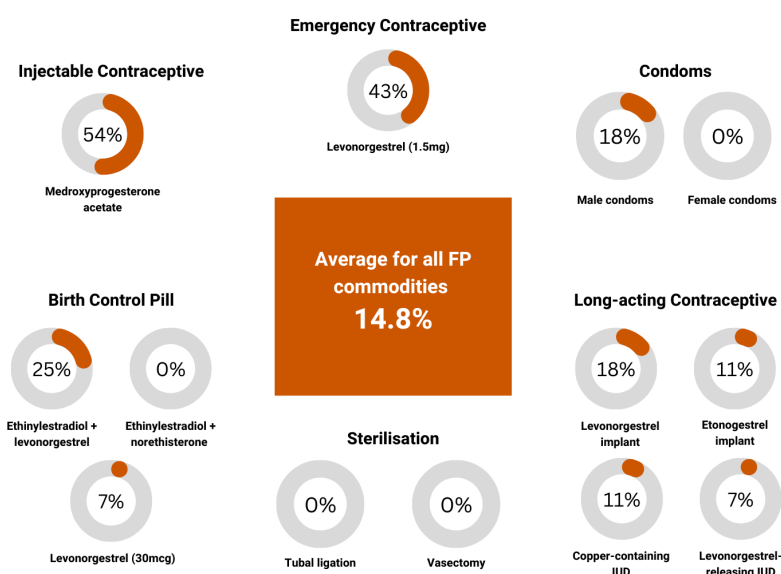 Emergency Contraceptive
43%
Levonorgestrel (1.5mg)
Injectable Contraceptive
54%
Medroxyprogesterone
acetate
Condoms
18%
Male condoms
0%
Female condoms
Average for all FP
commodities
14.8%
Birth Control Pill
25%
Ethinylestradiol +
levonorgestrel
0%
Ethinylestradiol +
norethisterone
7%
Levonorgestrel (30mcg)
Sterilisation
0%
Tubal ligation
0%
Vasectomy
Long-acting Contraceptive
18%
Levonorgestrel
implant
11%
Etonogestrel
implant
11%
Copper-containing
IUD
7%
Levonorgestrel-
releasing IUD